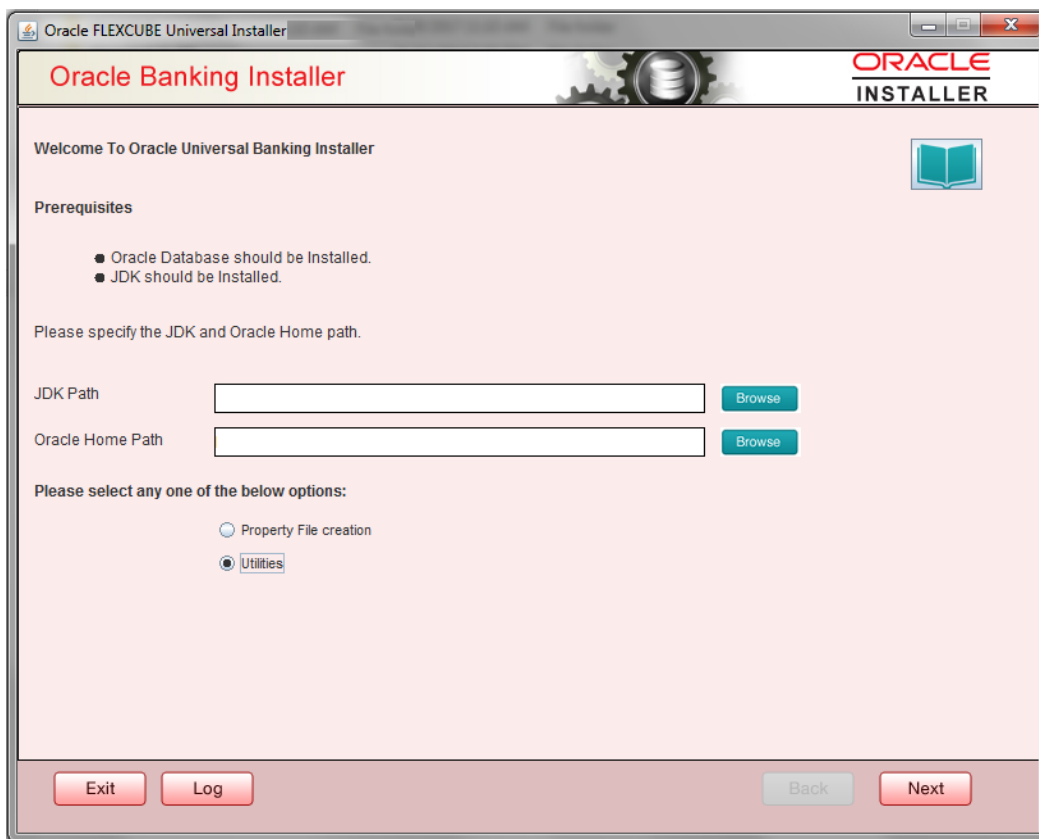 Oracle FLEXCUBE Universal Installer
Oracle Banking Installer
ORACLE
INSTALLER
Welcome To Oracle Universal Banking Installer
Prerequisites
Oracle Database should be Installed.
JDK should be Installed.
Please specify the JDK and Oracle Home path.
JDK Path
Browse
Oracle Home Path
Browse
Please select any one of the below options:
Property File creation
Utilities
Exit
Log
Back
Next